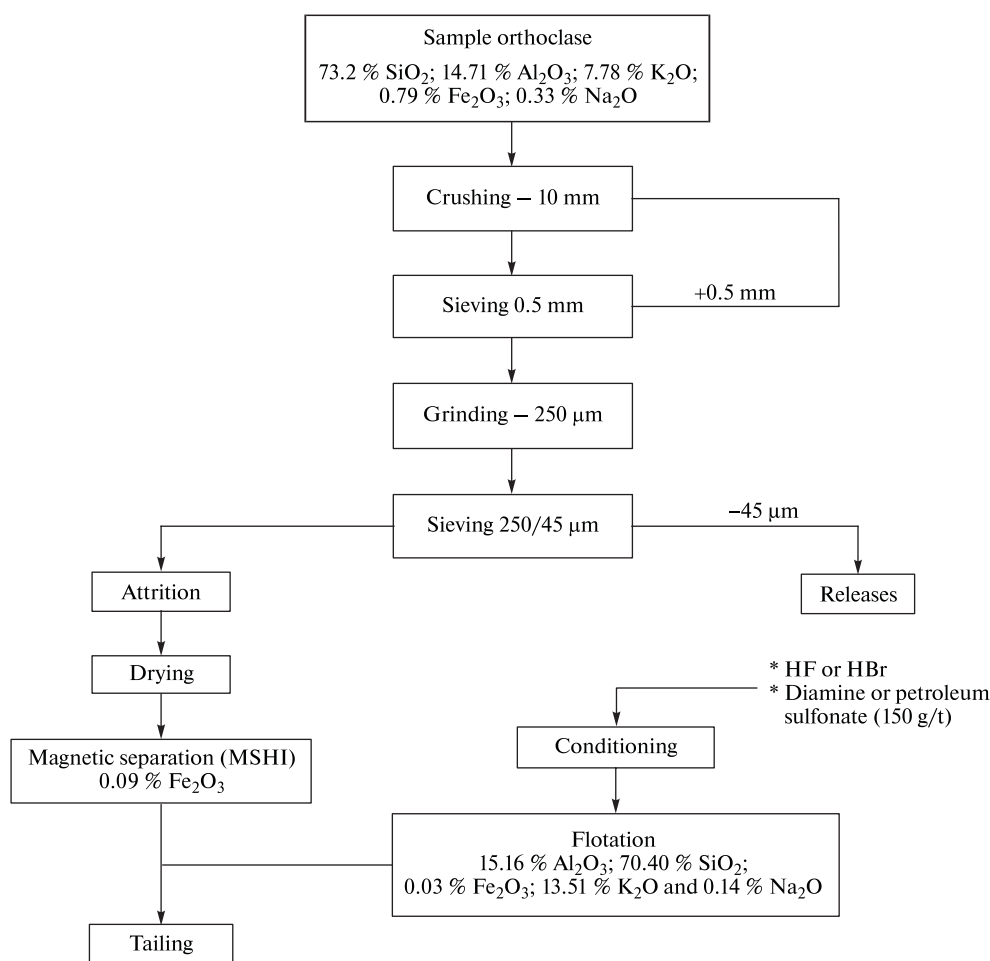 Sample orthoclase
73.2 % SiO₂; 14.71 % Al₂O₃; 7.78 % K₂O;
0.79 % Fe₂O₃; 0.33 % Na₂O
Crushing – 10 mm
Sieving 0.5 mm
+0.5 mm
Grinding – 250 μm
Sieving 250/45 μm
–45 μm
Attrition
Releases
Drying
* HF or HBr
* Diamine or petroleum
sulfonate (150 g/t)
Conditioning
Magnetic separation (MSHI)
0.09 % Fe₂O₃
Flotation
15.16 % Al₂O₃; 70.40 % SiO₂;
0.03 % Fe₂O₃; 13.51 % K₂O and 0.14 % Na₂O
Tailing